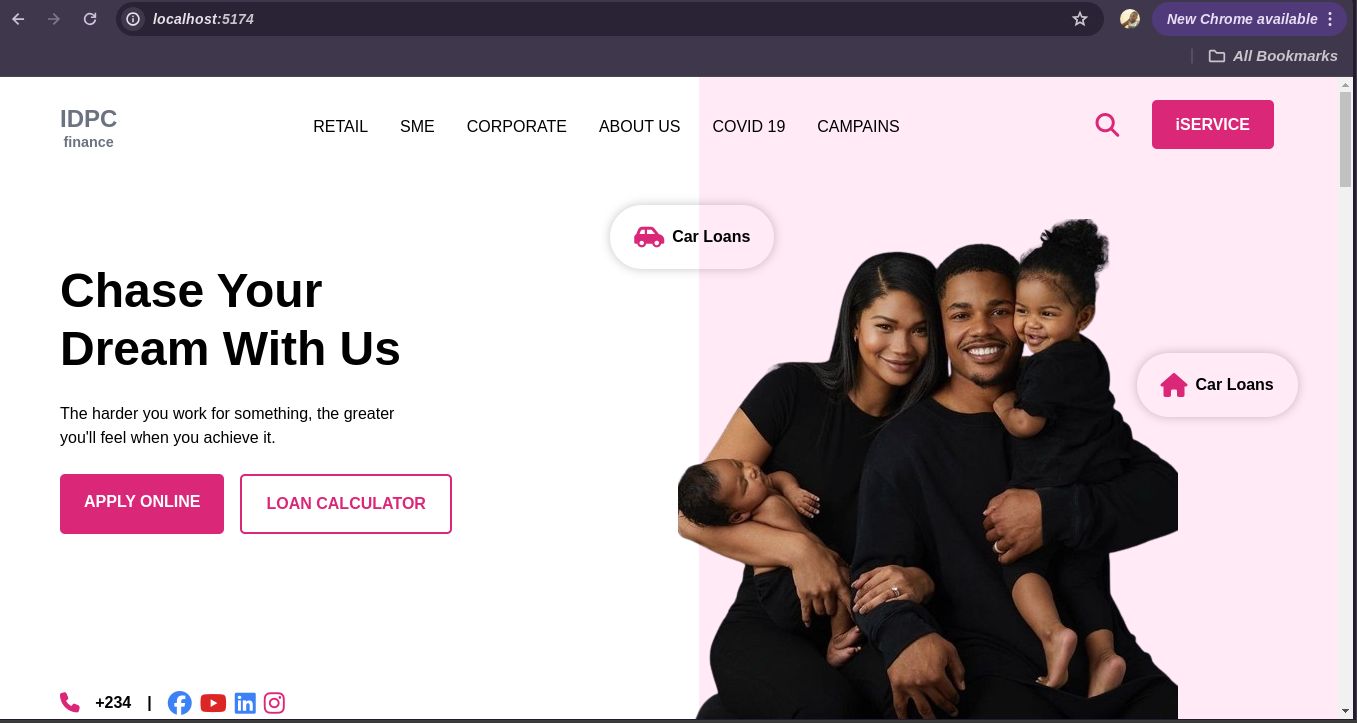 localhost:5174
New Chrome available
All Bookmarks
IDPC
finance
RETAIL SME CORPORATE ABOUT US COVID 19 CAMPAINS
iSERVICE
Car Loans
Chase Your
Dream With Us
Car Loans
The harder you work for something, the greater
you'll feel when you achieve it.
APPLY ONLINE LOAN CALCULATOR
+234 |